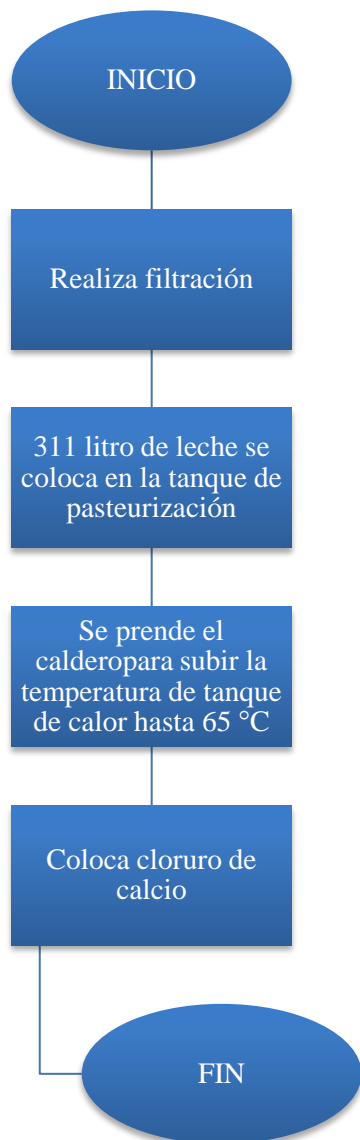 INICIO
Realiza filtración
311 litro de leche se
coloca en la tanque de
pasteurización
Se prende el
calderopara subir la
temperatura de tanque
de calor hasta 65 °C
Coloca cloruro de
calcio
FIN